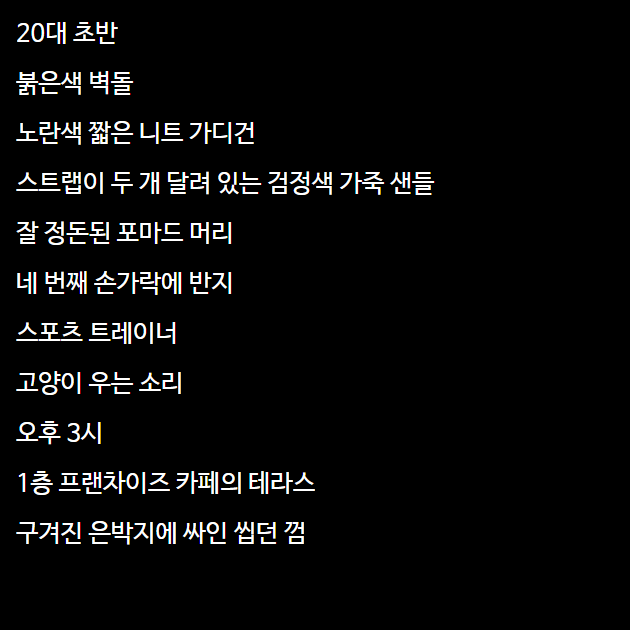 20대 초반
붉은색 벽돌
노란색 짧은 니트 가디건
스트랩이 두 개 달려 있는 검정색 가죽 샌들
잘 정돈된 포마드 머리
네 번째 손가락에 반지
스포츠 트레이너
고양이 우는 소리
오후 3시
1층 프랜차이즈 카페의 테라스
구겨진 은박지에 싸인 씹던 껌